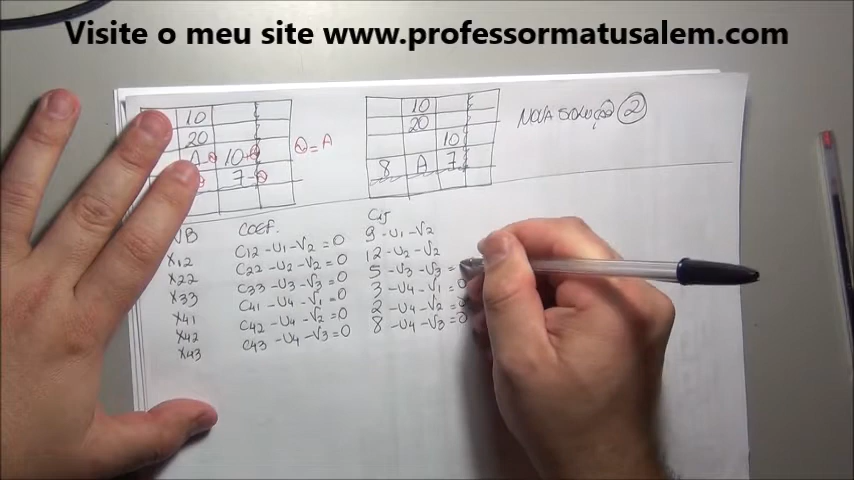 Visite o meu site www.professormatusalem.com
10
20
A 10
7
θ = A
10
20
10
8 A 7
NOVA SOLUÇÃO 2
VB COEF. Cij
X12 C12 - U1 - V2 = 0 9 - U1 - V2
X22 C22 - U2 - V2 = 0 12 - U2 - V2
X33 C33 - U3 - V3 = 0 5 - V3 - V3 =
X41 C41 - U4 - V1 = 0 3 - U4 - V1 = 0
X42 C42 - U4 - V2 = 0 2 - U4 - V2 = 0
X43 C43 - U4 - V3 = 0 8 - U4 - V3 = 0